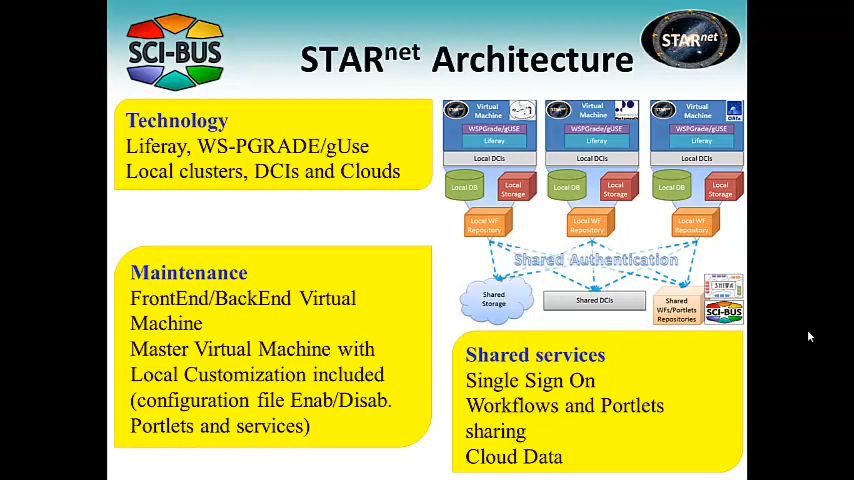 SCI-BUS
STARnet Architecture
STARnet
Technology
Liferay, WS-PGRADE/gUse
Local clusters, DCIs and Clouds
Maintenance
FrontEnd/BackEnd Virtual
Machine
Master Virtual Machine with
Local Customization included
(configuration file Enab/Disab.
Portlets and services)
Virtual
Machine
WSPGrade/gUSE
Liferay
Local DCIs
Local DB
Local
Storage
Local WF
Repository
Virtual
Machine
Portsmouth
WSPGrade/gUSE
Liferay
Local DCIs
Local DB
Local
Storage
Local WF
Repository
Virtual
Machine
WSPGrade/gUSE
Liferay
Local DCIs
Local DB
Local
Storage
Local WF
Repository
Shared Authentication
Shared
Storage
Shared DCIs
Shared
WFs/Portlets
Repositories
SHIWA
SCI-BUS
Shared services
Single Sign On
Workflows and Portlets
sharing
Cloud Data